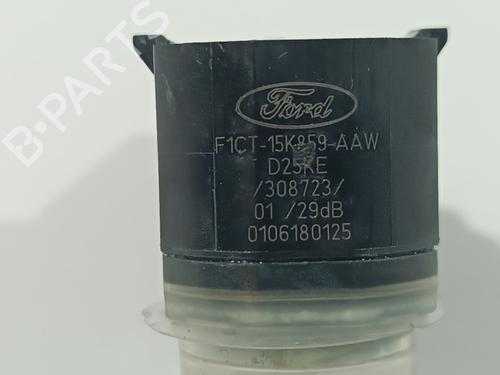 Ford
F1CT-15K859-AAW
D25KE
/308723/
01 /29dB
0106180125
B-PARTS